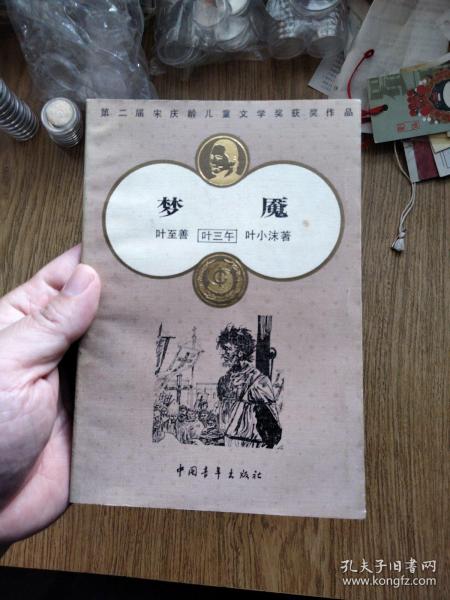 第二届宋庆龄儿童文学奖获奖作品
梦 魇
叶至善 叶三午 叶小沫著
中国青年出版社
孔夫子旧书网
www.kongfz.com